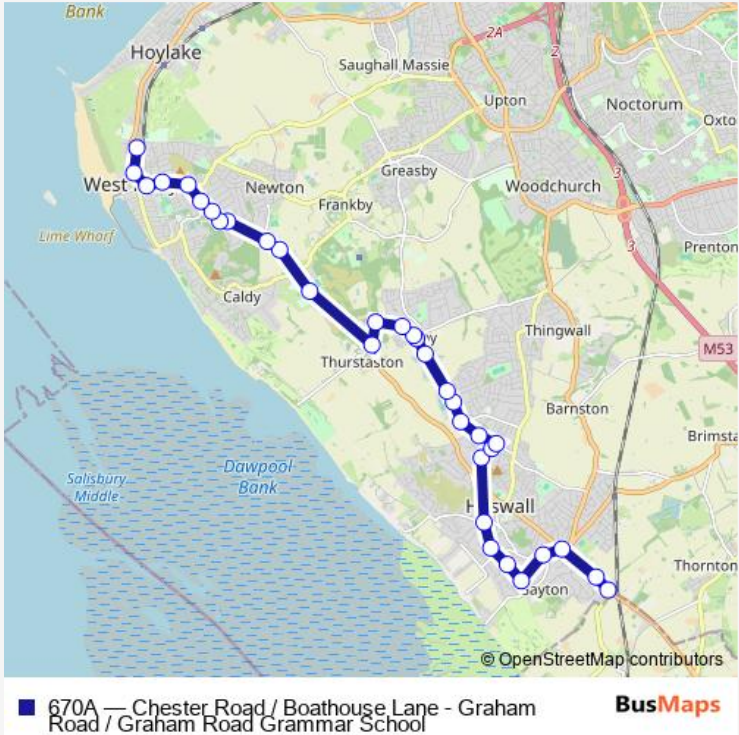 Bank
Hoylake
2A
2
Saughall Massie
Upton
Noctorum
Oxto
3
West
Newton
Greasby
Woodchurch
Frankby
Lime Wharf
3
Prenton
Caldy
Thingwall
M53
Thurstaston
Barnston
Brimsta
Salisbury
Middle
Dawpool
Bank
H swall
Thornton
Gayton
© OpenStreetMap contributors
670A — Chester Road / Boathouse Lane - Graham
Road / Graham Road Grammar School
BusMaps